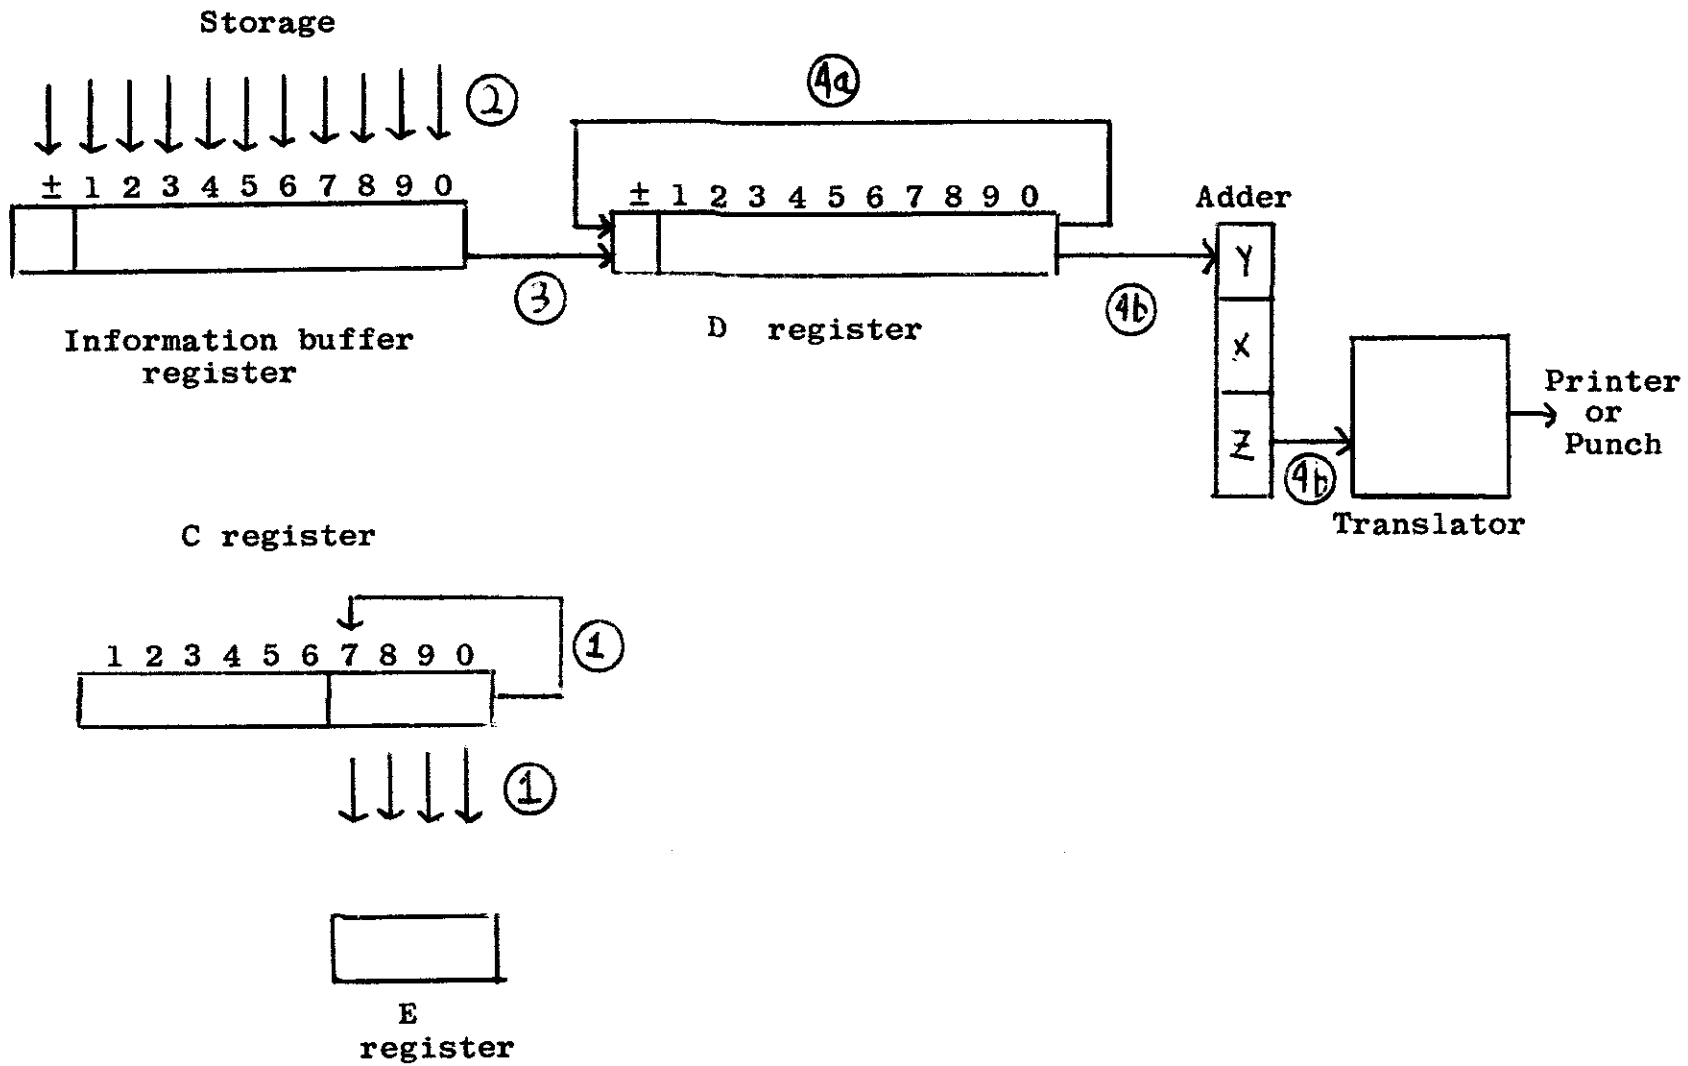 Storage
2
4a
± 1 2 3 4 5 6 7 8 9 0
± 1 2 3 4 5 6 7 8 9 0
Adder
Y
3
4b
D register
Information buffer
register
X
Printer
or
Punch
Z
4b
Translator
C register
1
1 2 3 4 5 6 7 8 9 0
1
E
register